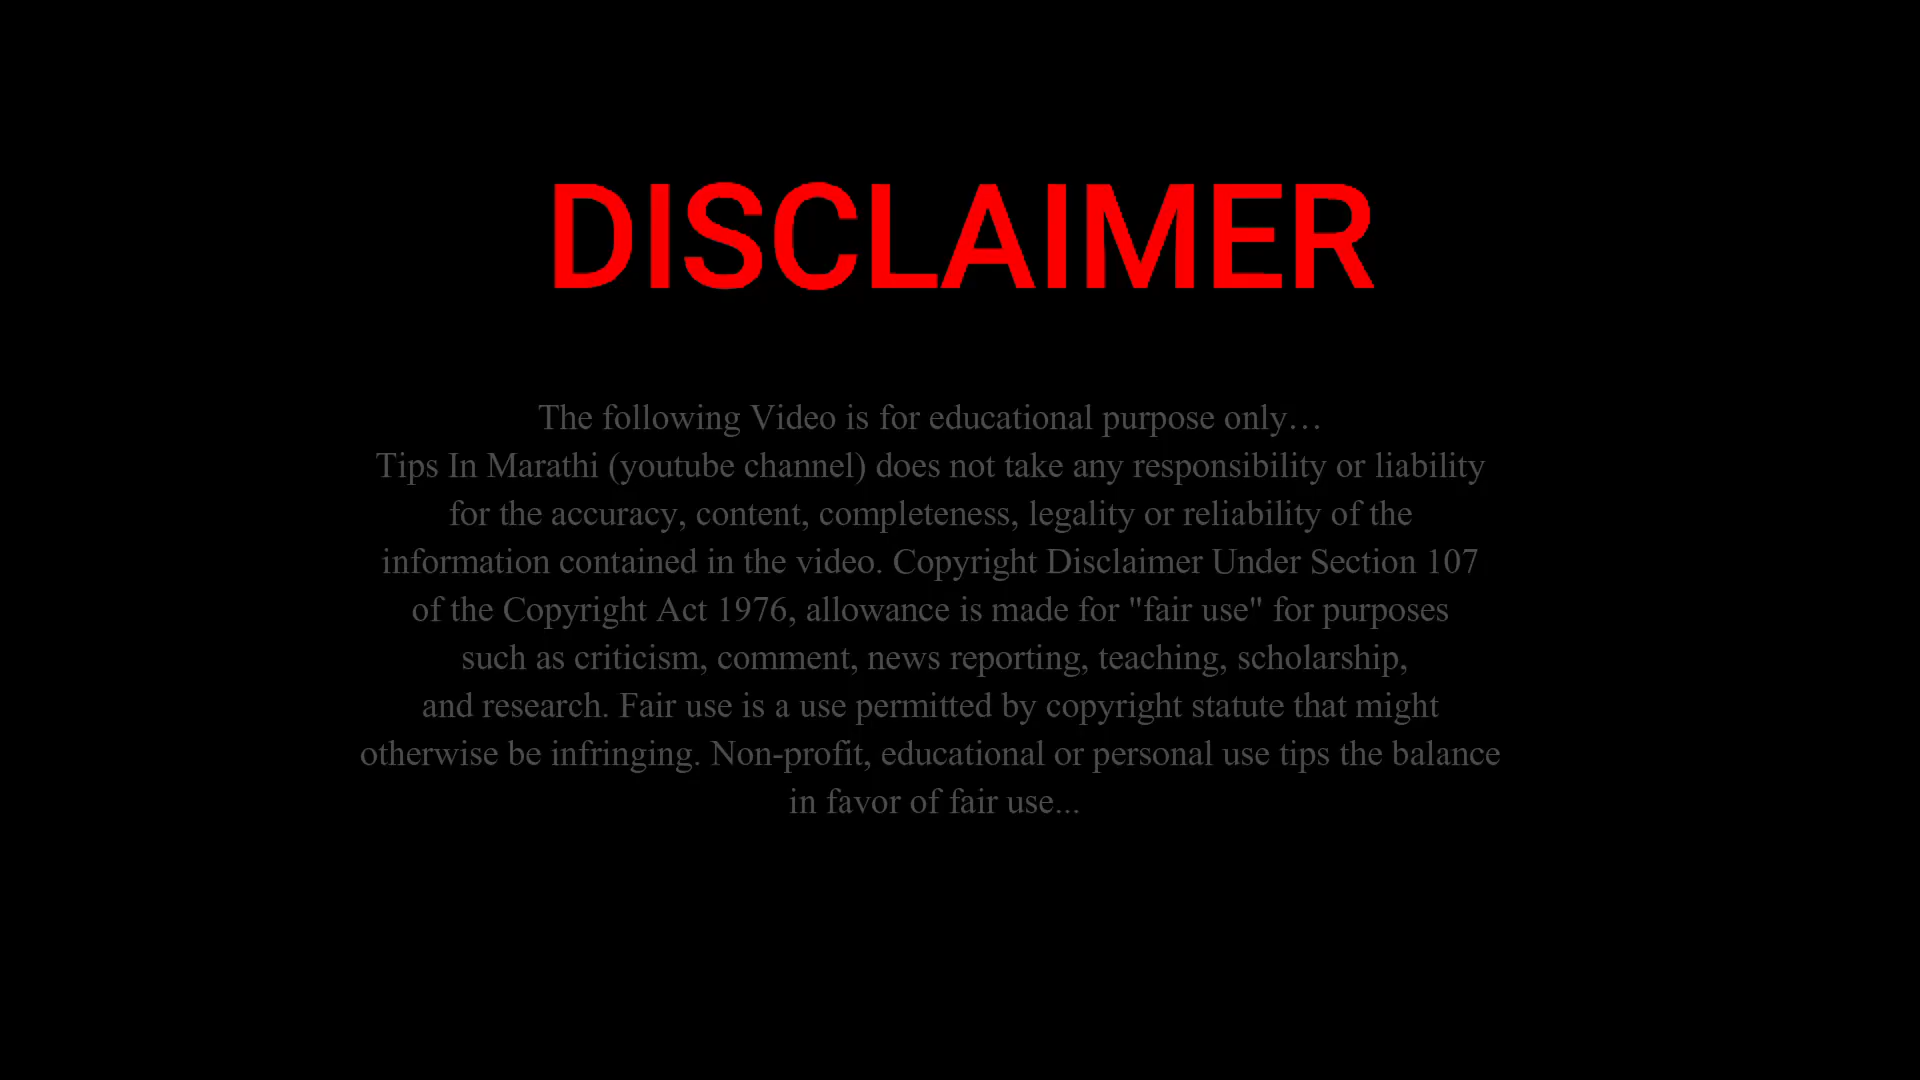 DISCLAIMER
The following Video is for educational purpose only…
Tips In Marathi (youtube channel) does not take any responsibility or liability
for the accuracy, content, completeness, legality or reliability of the
information contained in the video. Copyright Disclaimer Under Section 107
of the Copyright Act 1976, allowance is made for "fair use" for purposes
such as criticism, comment, news reporting, teaching, scholarship,
and research. Fair use is a use permitted by copyright statute that might
otherwise be infringing. Non-profit, educational or personal use tips the balance
in favor of fair use...